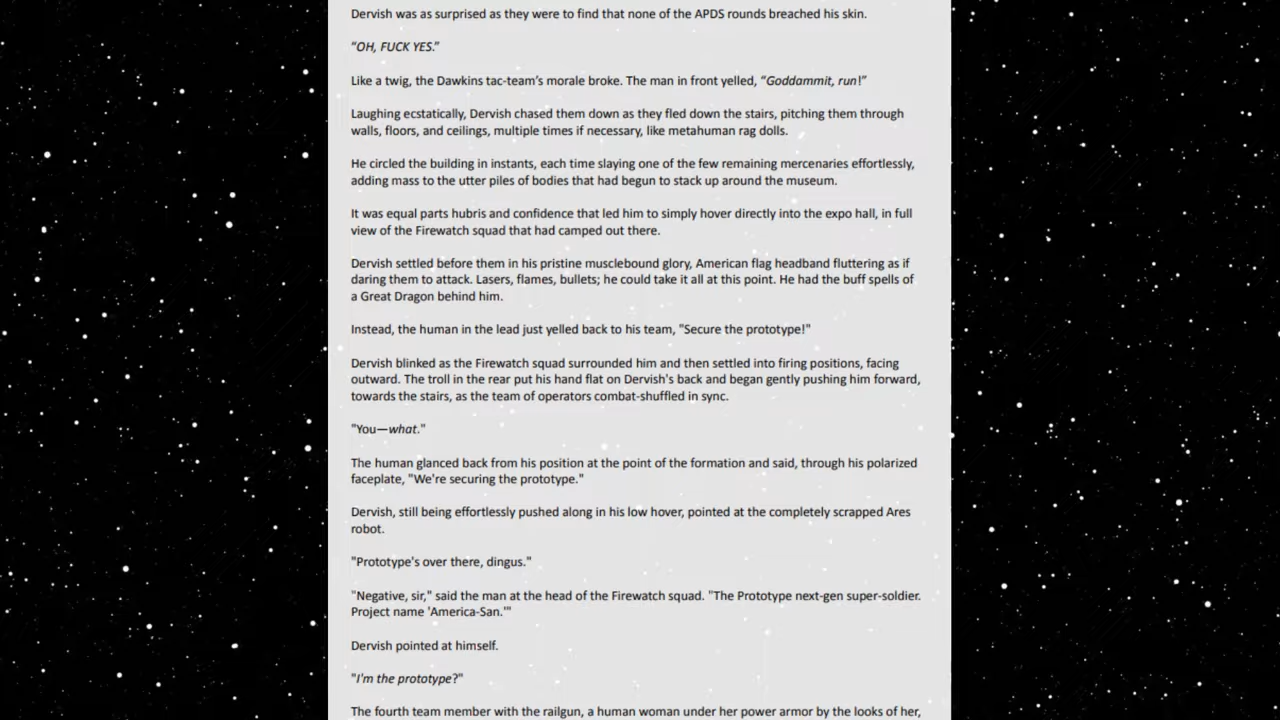 Dervish was as surprised as they were to find that none of the APDS rounds breached his skin.
“OH, FUCK YES.”
Like a twig, the Dawkins tac-team’s morale broke. The man in front yelled, “Goddammit, run!”
Laughing ecstatically, Dervish chased them down as they fled down the stairs, pitching them through
walls, floors, and ceilings, multiple times if necessary, like metahuman rag dolls.
He circled the building in instants, each time slaying one of the few remaining mercenaries effortlessly,
adding mass to the utter piles of bodies that had begun to stack up around the museum.
It was equal parts hubris and confidence that led him to simply hover directly into the expo hall, in full
view of the Firewatch squad that had camped out there.
Dervish settled before them in his pristine musclebound glory, American flag headband fluttering as if
daring them to attack. Lasers, flames, bullets; he could take it all at this point. He had the buff spells of
a Great Dragon behind him.
Instead, the human in the lead just yelled back to his team, "Secure the prototype!"
Dervish blinked as the Firewatch squad surrounded him and then settled into firing positions, facing
outward. The troll in the rear put his hand flat on Dervish's back and began gently pushing him forward,
towards the stairs, as the team of operators combat-shuffled in sync.
"You—what."
The human glanced back from his position at the point of the formation and said, through his polarized
faceplate, "We're securing the prototype."
Dervish, still being effortlessly pushed along in his low hover, pointed at the completely scrapped Ares
robot.
"Prototype's over there, dingus."
"Negative, sir," said the man at the head of the Firewatch squad. "The Prototype next-gen super-soldier.
Project name 'America-San.'"
Dervish pointed at himself.
"I'm the prototype?"
The fourth team member with the railgun, a human woman under her power armor by the looks of her,